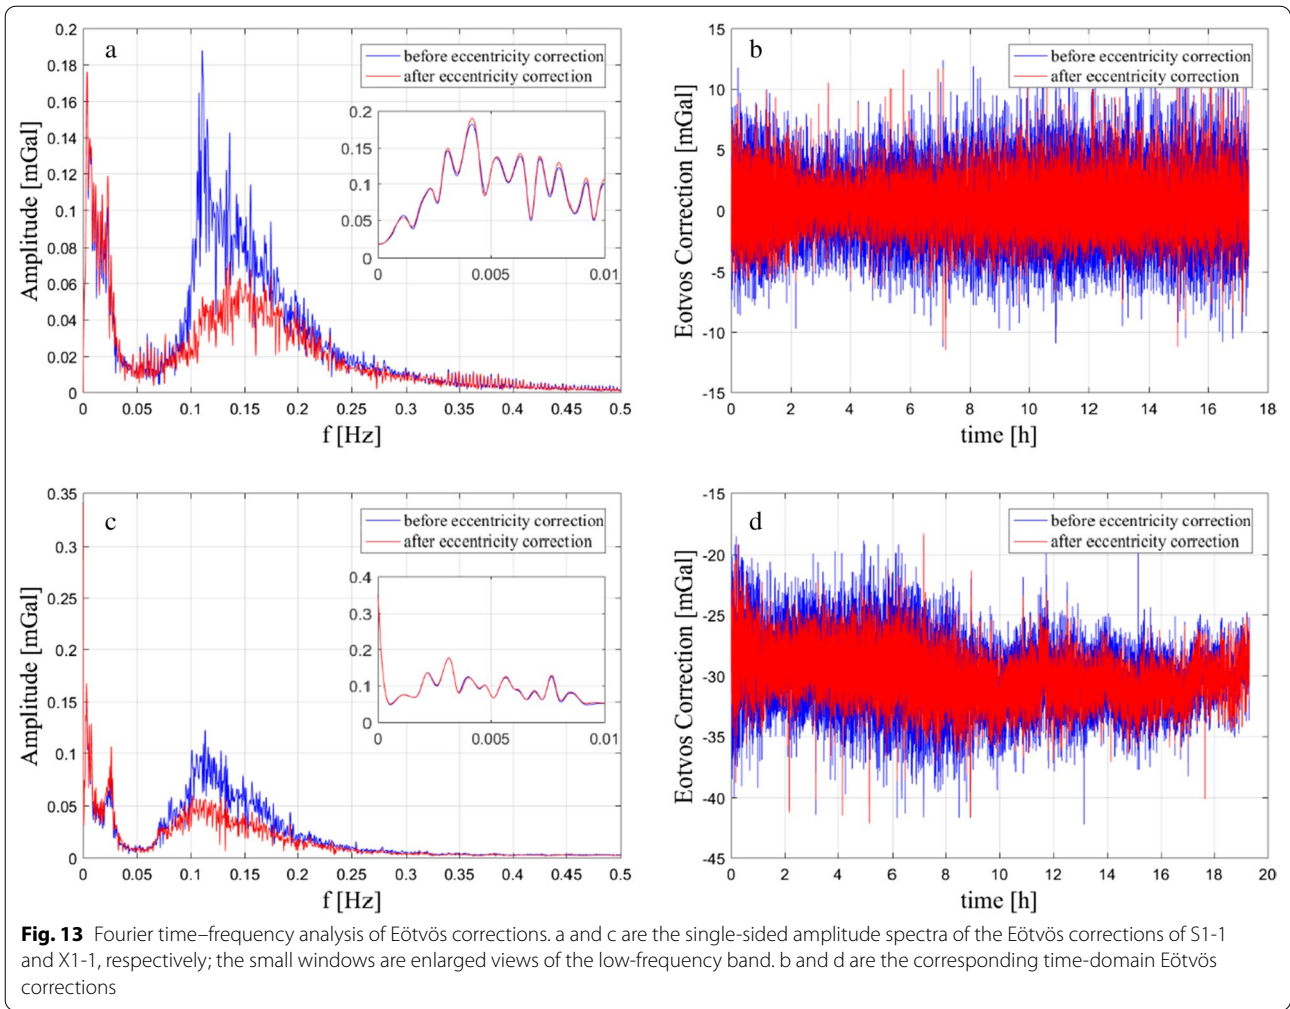 a
before eccentricity correction
after eccentricity correction
Amplitude [mGal]
0.2
0.18
0.16
0.14
0.12
0.1
0.08
0.06
0.04
0.02
0
0 0.05 0.1 0.15 0.2 0.25 0.3 0.35 0.4 0.45 0.5
f [Hz]
0.2
0.15
0.1
0.05
0
0 0.005 0.01
b
before eccentricity correction
after eccentricity correction
Eotvos Correction [mGal]
15
10
5
0
-5
-10
-15
0 2 4 6 8 10 12 14 16 18
time [h]
c
before eccentricity correction
after eccentricity correction
Amplitude [mGal]
0.35
0.3
0.25
0.2
0.15
0.1
0.05
0
0 0.05 0.1 0.15 0.2 0.25 0.3 0.35 0.4 0.45 0.5
f [Hz]
0.4
0.3
0.2
0.1
0
0 0.005 0.01
d
before eccentricity correction
after eccentricity correction
Eotvos Correction [mGal]
-15
-20
-25
-30
-35
-40
-45
0 2 4 6 8 10 12 14 16 18 20
time [h]
Fig. 13 Fourier time–frequency analysis of Eötvös corrections. a and c are the single-sided amplitude spectra of the Eötvös corrections of S1-1
and X1-1, respectively; the small windows are enlarged views of the low-frequency band. b and d are the corresponding time-domain Eötvös
corrections